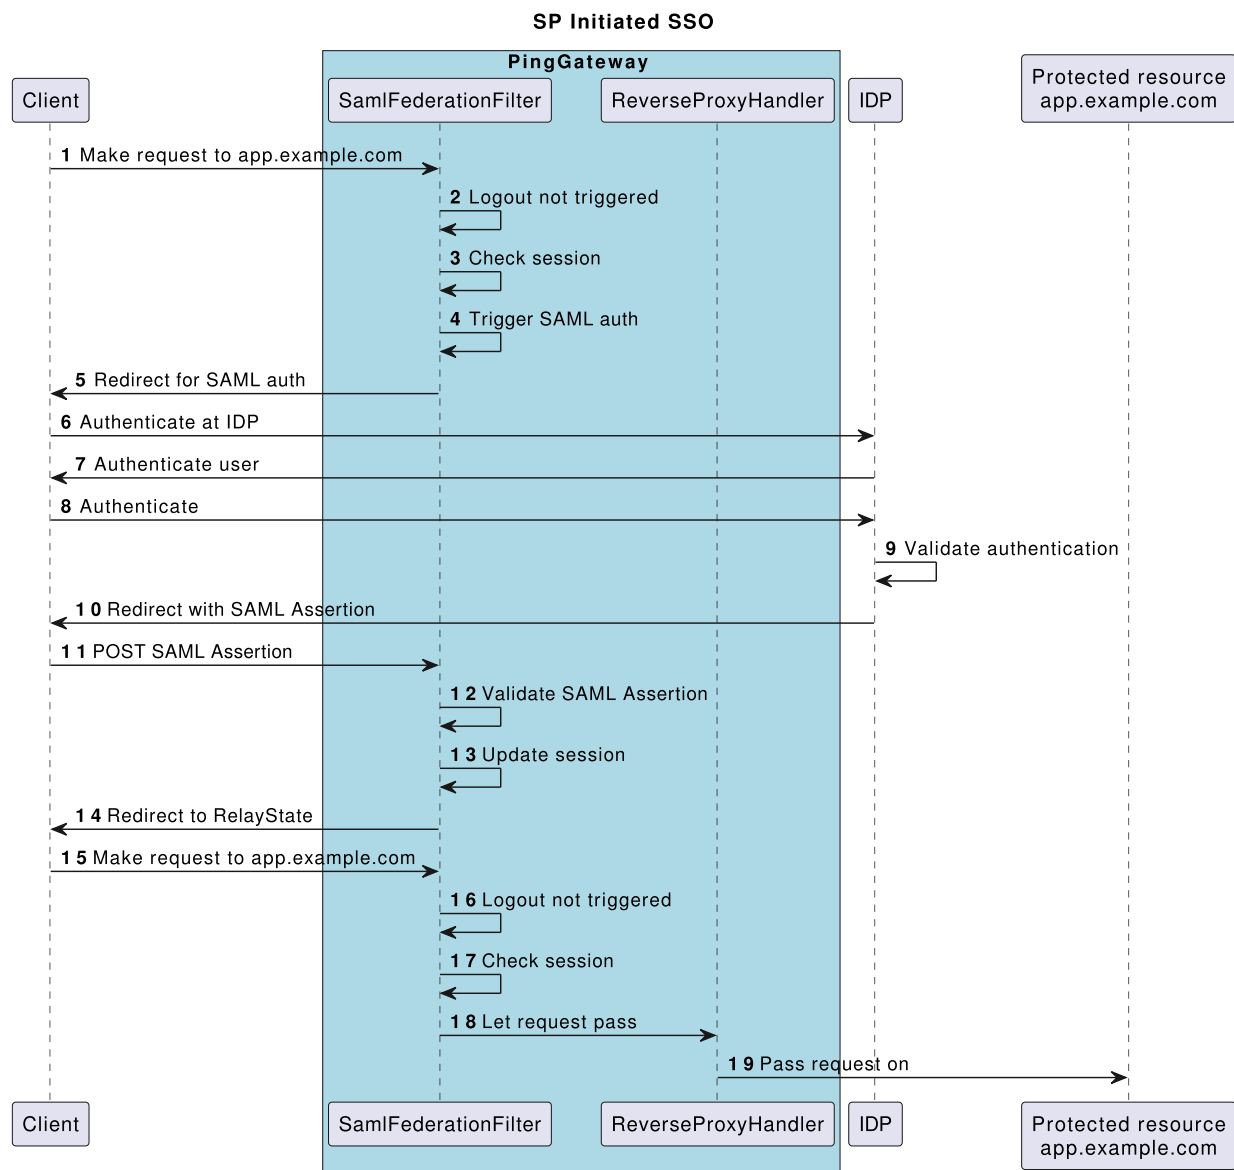 SP Initiated SSO
PingGateway
Client
SamlFederationFilter
ReverseProxyHandler
IDP
Protected resource
app.example.com
1 Make request to app.example.com
2 Logout not triggered
3 Check session
4 Trigger SAML auth
5 Redirect for SAML auth
6 Authenticate at IDP
7 Authenticate user
8 Authenticate
9 Validate authentication
10 Redirect with SAML Assertion
11 POST SAML Assertion
12 Validate SAML Assertion
13 Update session
14 Redirect to RelayState
15 Make request to app.example.com
16 Logout not triggered
17 Check session
18 Let request pass
19 Pass request on
Client
SamlFederationFilter
ReverseProxyHandler
IDP
Protected resource
app.example.com